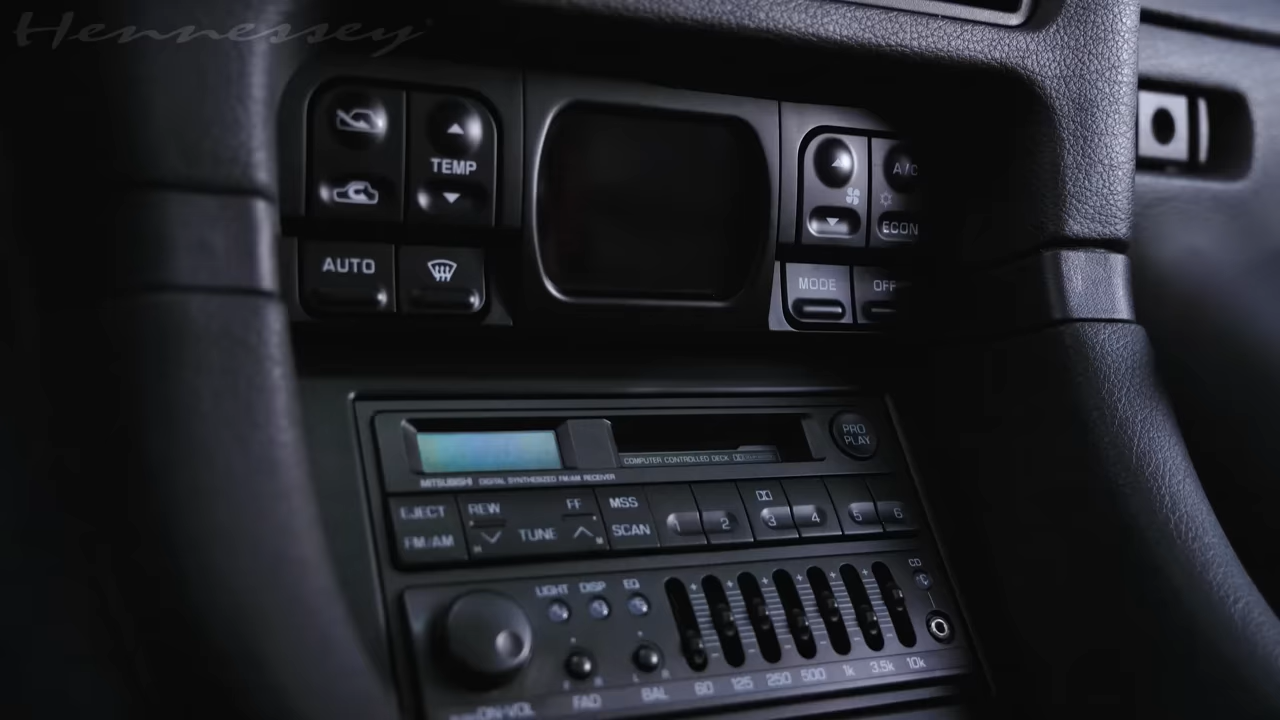 Hennessey
TEMP
A/C
ECON
AUTO
MODE
OFF
PRO
PLAY
COMPUTER CONTROLLED DECK
MITSUBISHI DIGITAL SYNTHESIZED FM/AM RECEIVER
EJECT REW FF MSS
FM/AM TUNE SCAN 1 2 3 4 5 6
LIGHT DISP EQ CD
60 125 250 500 1k 3.5k 10k
ON-VOL FAD BAL